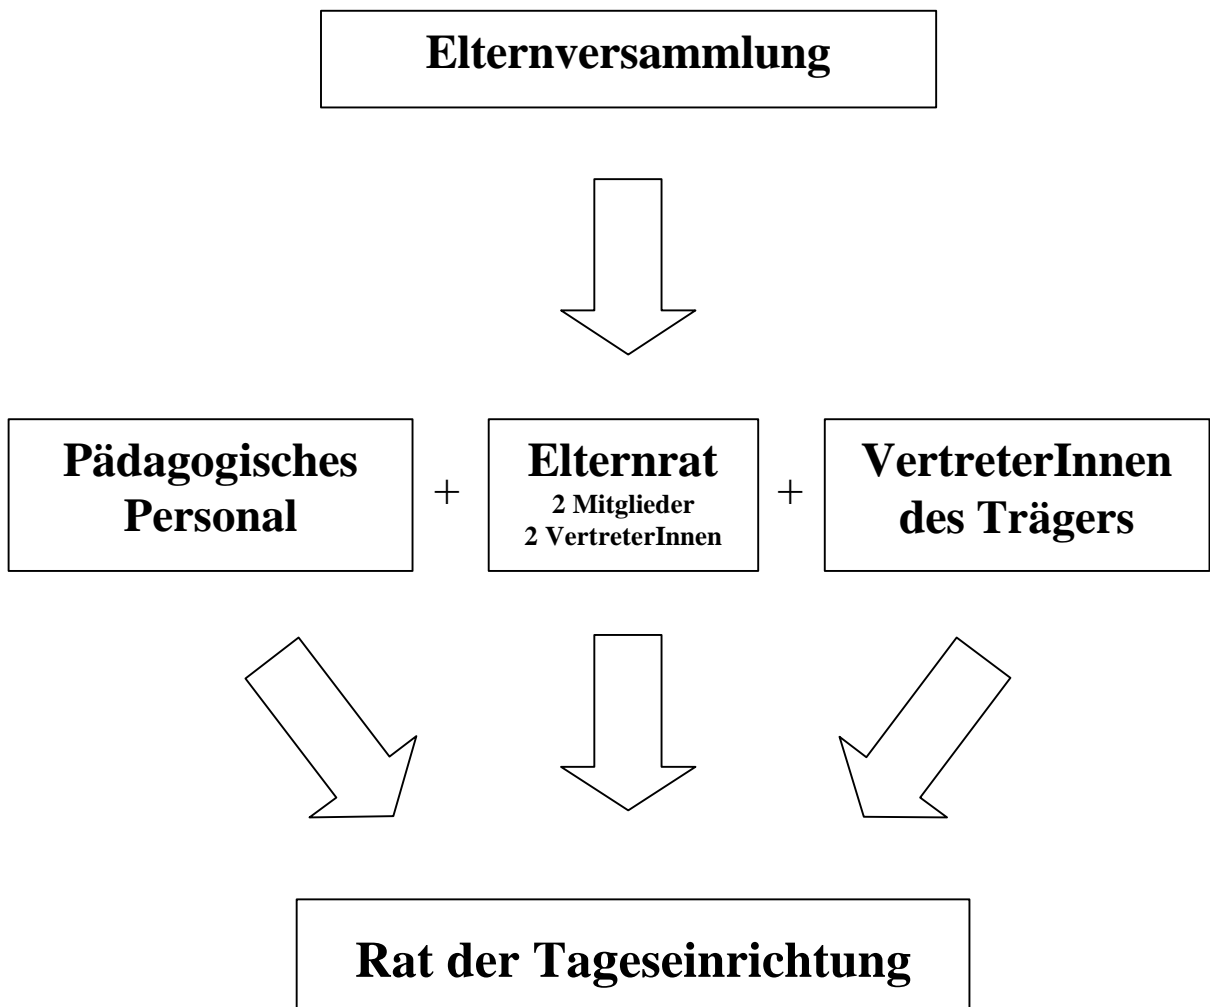 Elternversammlung
Pädagogisches
Personal
+
Elternrat
2 Mitglieder
2 VertreterInnen
+
VertreterInnen
des Trägers
Rat der Tageseinrichtung